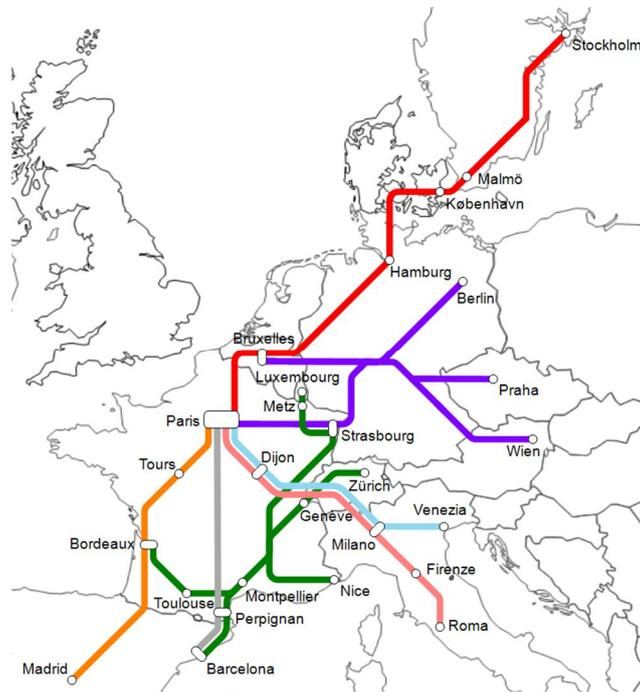 Stockholm
Malmö
København
Hamburg
Berlin
Bruxelles
Luxembourg
Praha
Metz
Paris
Strasbourg
Wien
Dijon
Tours
Zürich
Genève
Venezia
Milano
Bordeaux
Firenze
Nice
Montpellier
Toulouse
Perpignan
Roma
Madrid
Barcelona